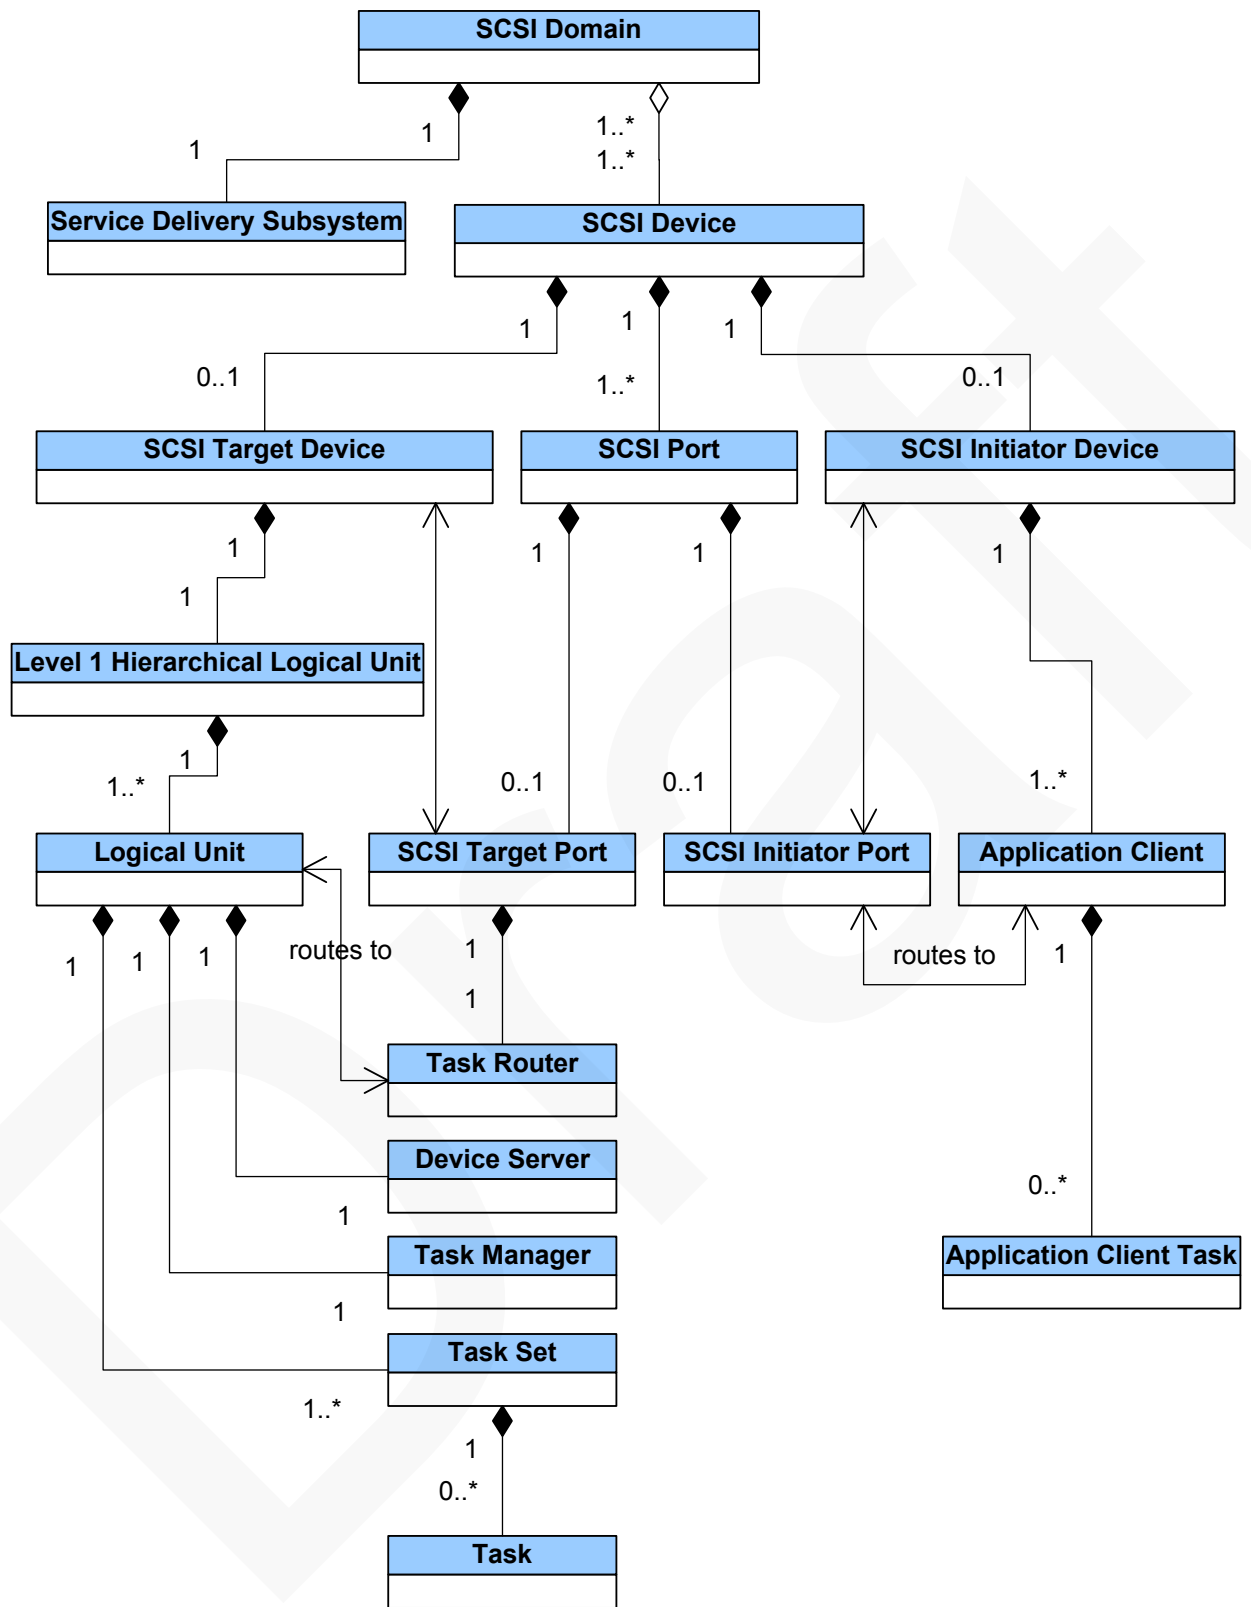 SCSI Domain
1
1..*
1
1..*
Service Delivery Subsystem
SCSI Device
1
1
1
0..1
1..*
0..1
SCSI Target Device
SCSI Port
SCSI Initiator Device
1
1
1
1
1
Level 1 Hierarchical Logical Unit
1
1..*
0..1
0..1
1..*
Logical Unit
SCSI Target Port
SCSI Initiator Port
Application Client
1
1
1
routes to
1
routes to
1
1
Task Router
Device Server
1
0..*
Task Manager
Application Client Task
1
Task Set
1..*
1
0..*
Task
Draft